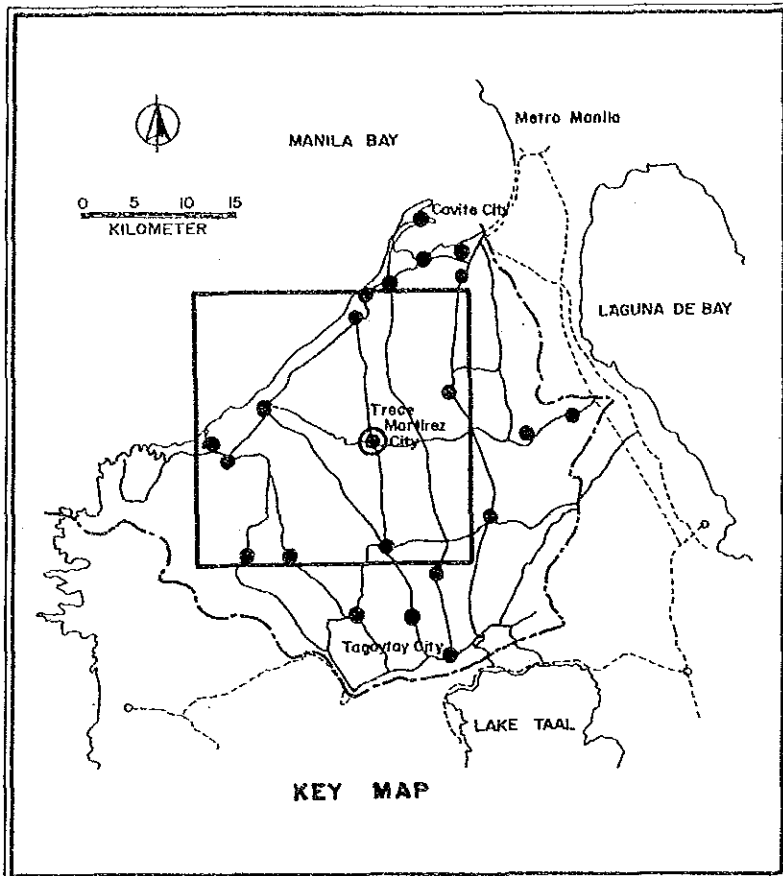 Metro Manila
MANILA BAY
0 5 10 15
KILOMETER
Cavite City
LAGUNA DE BAY
Trece
Martirez
City
Tagaytay City
LAKE TAAL
KEY MAP